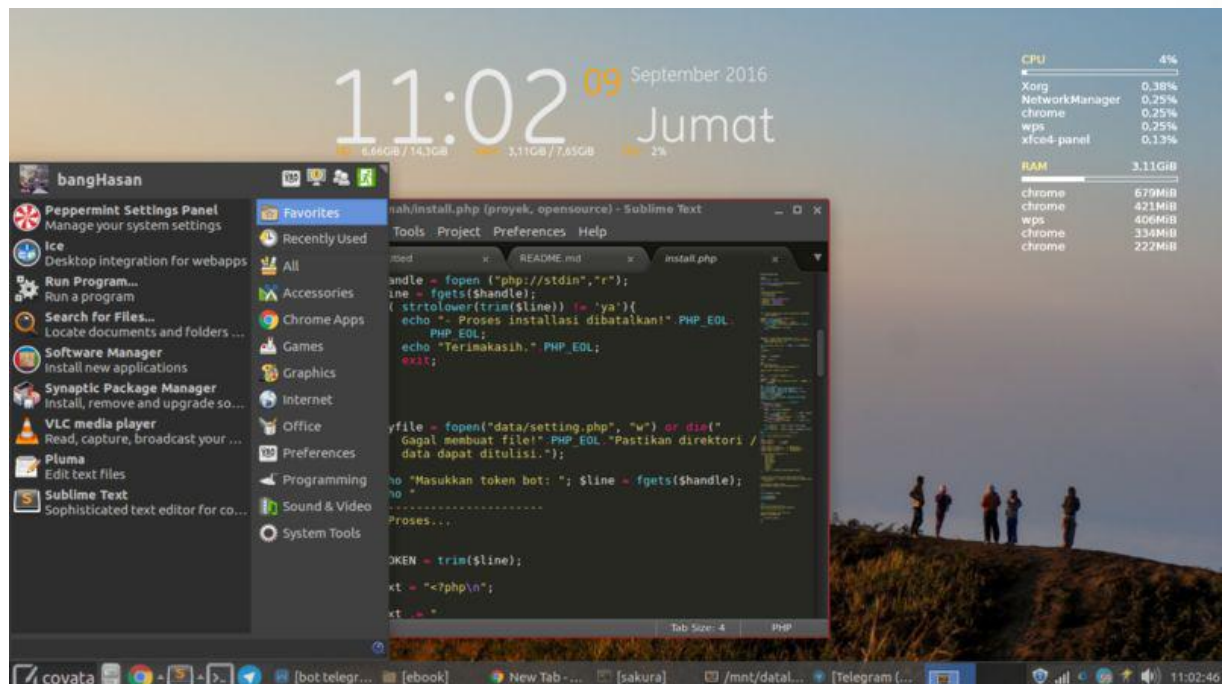 11:02 09 September 2016
Jumat
6,66GB / 14,3GB 3,11GB / 7,65GB 2%
CPU 4%
Xorg 0,38%
NetworkManager 0,25%
chrome 0,25%
wps 0,25%
xfce4-panel 0,13%
RAM 3,11GiB
chrome 679MiB
chrome 421MiB
wps 406MiB
chrome 334MiB
chrome 222MiB
bangHasan
Peppermint Settings Panel
Manage your system settings
Ice
Desktop integration for webapps
Run Program...
Run a program
Search for Files...
Locate documents and folders ...
Software Manager
Install new applications
Synaptic Package Manager
Install, remove and upgrade so...
VLC media player
Read, capture, broadcast your ...
Pluma
Edit text files
Sublime Text
Sophisticated text editor for co...
Favorites
Recently Used
All
Accessories
Chrome Apps
Games
Graphics
Internet
Office
Preferences
Programming
Sound & Video
System Tools
nah/install.php (proyek, opensource) - Sublime Text
Tools Project Preferences Help
README.md install.php
andle = fopen ("php://stdin","r");
ine = fgets($handle);
( strtolower(trim($line)) != 'ya'){
echo "- Proses installasi dibatalkan!".PHP_EOL.
PHP_EOL;
echo "Terimakasih.".PHP_EOL;
exit;
yfile = fopen("data/setting.php", "w") or die("
Gagal membuat file!".PHP_EOL."Pastikan direktori /
data dapat ditulisi.");
ho "Masukkan token bot: "; $line = fgets($handle);
ho "
----------------------
Proses...
OKEN = trim($line);
xt = "<?php\n";
xt .= "
Tab Size: 4 PHP
covata [bot telegr... [ebook] New Tab - ... [sakura] /mnt/datal... [Telegram (... 11:02:46